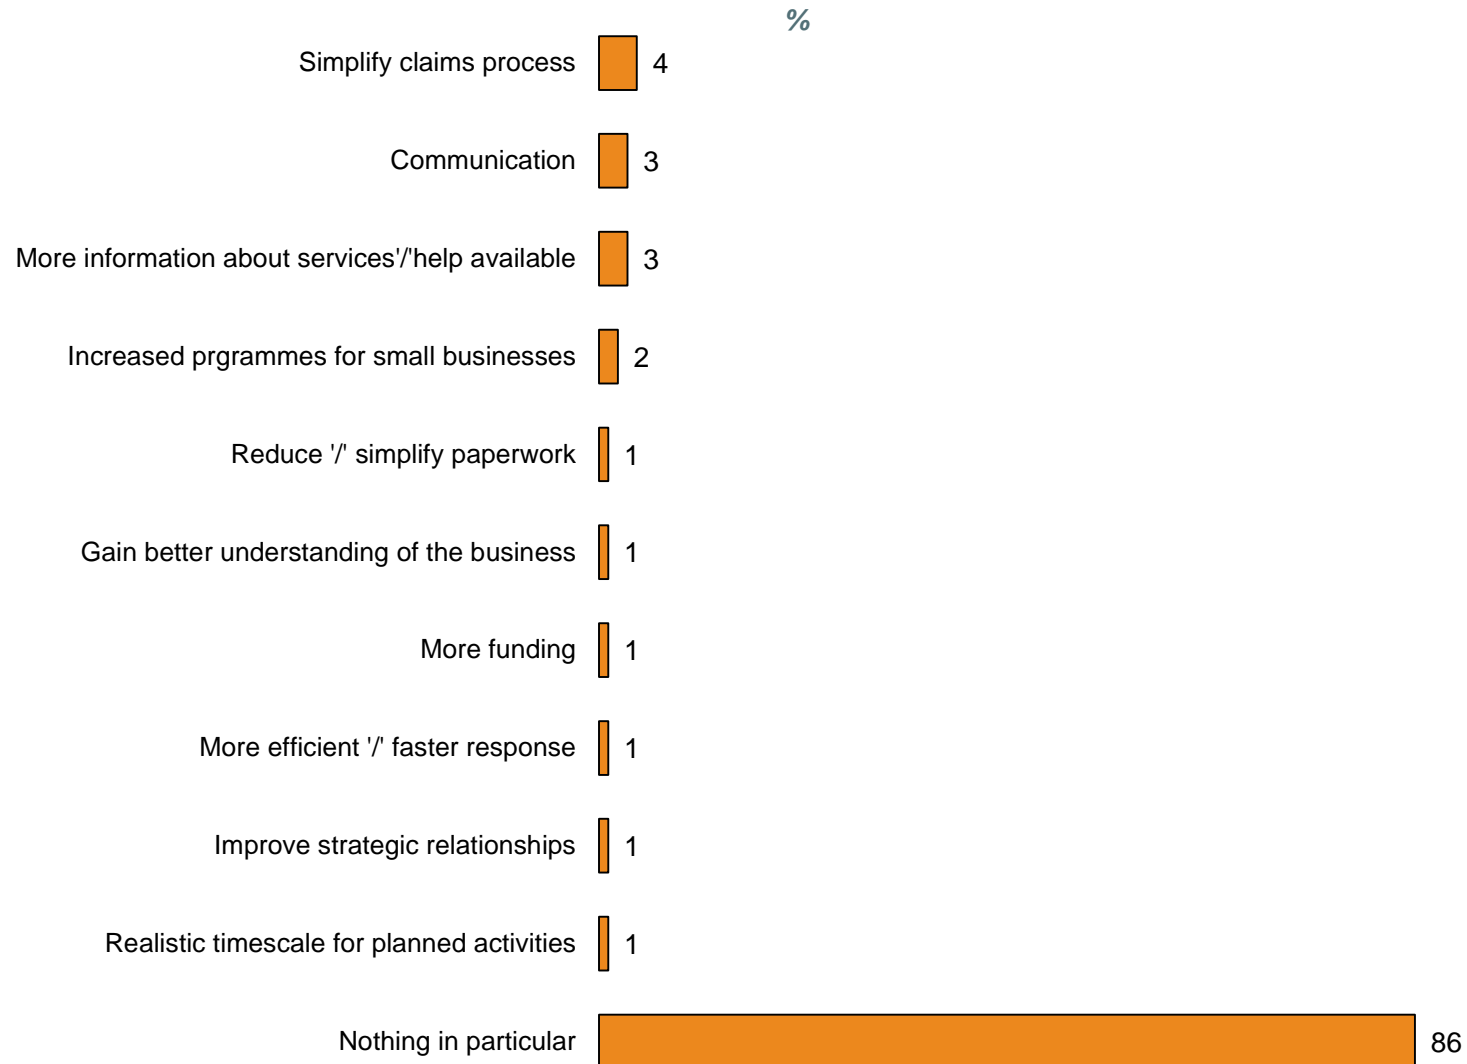 %
Simplify claims process 4
Communication 3
More information about services'/'help available 3
Increased prgrammes for small businesses 2
Reduce '/' simplify paperwork 1
Gain better understanding of the business 1
More funding 1
More efficient '/' faster response 1
Improve strategic relationships 1
Realistic timescale for planned activities 1
Nothing in particular 86